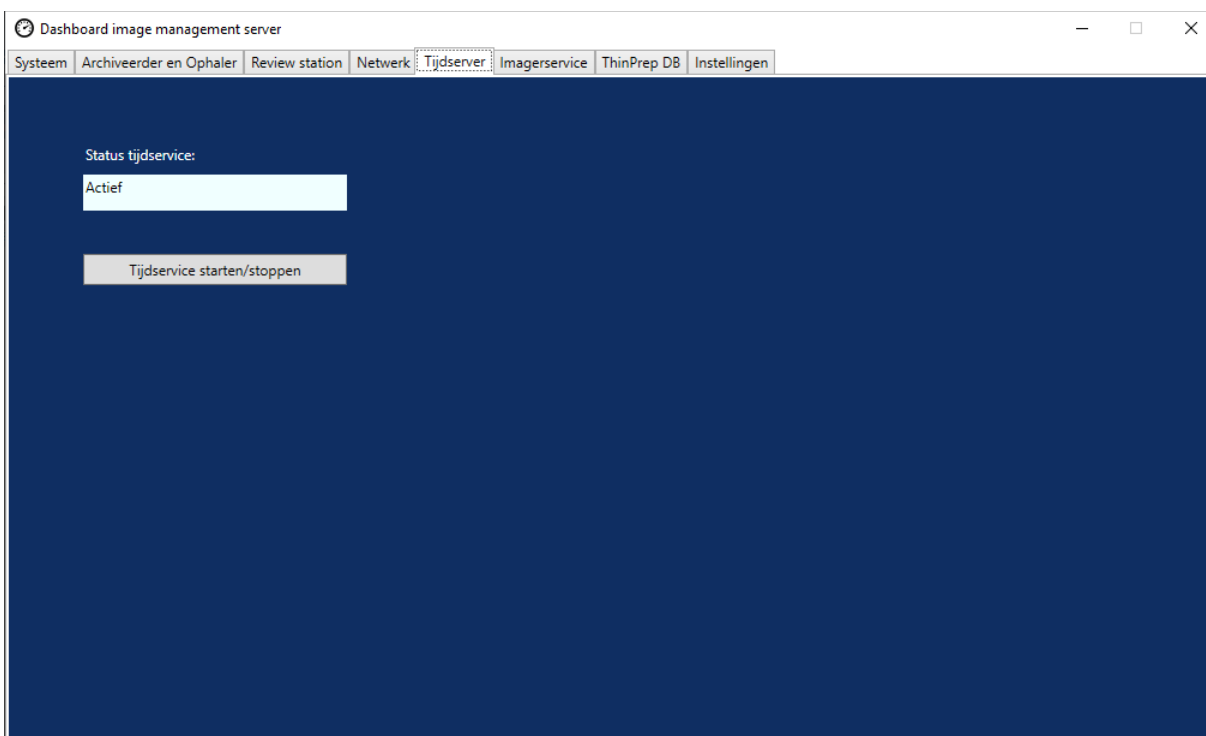 Dashboard image management server
Systeem Archiveerder en Ophaler Review station Netwerk Tijdserver Imagerservice ThinPrep DB Instellingen
Status tijdservice:
Actief
Tijdservice starten/stoppen